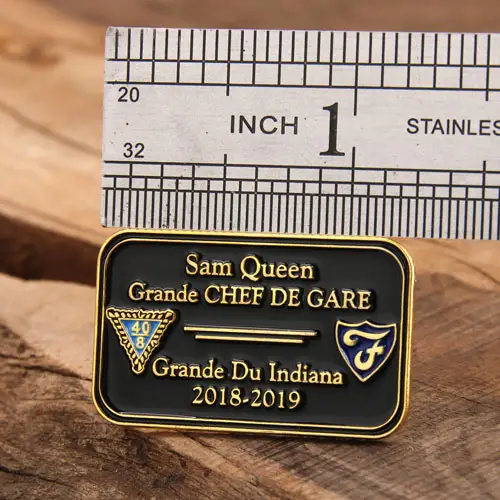 20
INCH 1 STAINLES
32
Sam Queen
Grande CHEF DE GARE
40
8
F
Grande Du Indiana
2018-2019